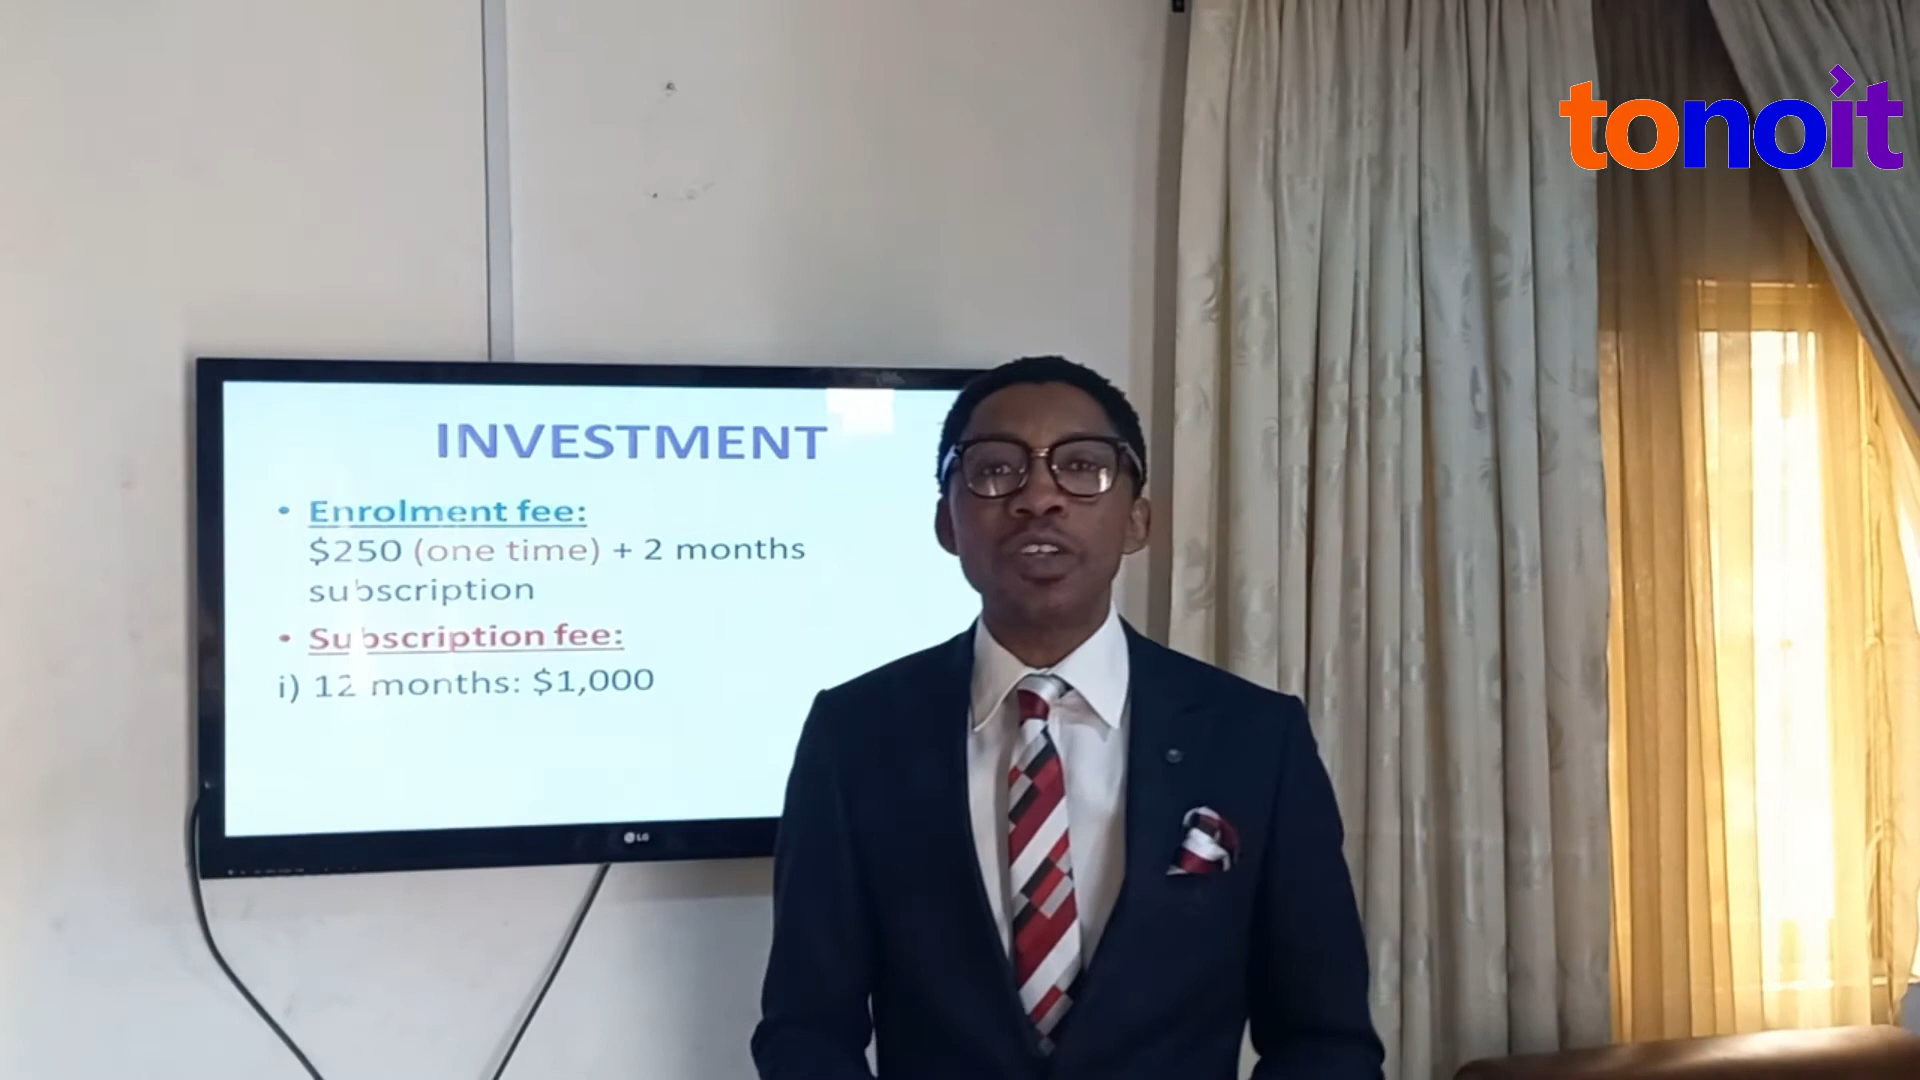 tonoit
INVESTMENT
• Enrolment fee:
$250 (one time) + 2 months
subscription
• Subscription fee:
i) 12 months: $1,000
LG